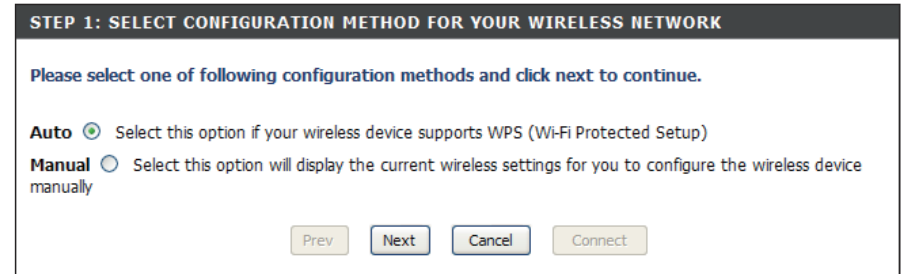 STEP 1: SELECT CONFIGURATION METHOD FOR YOUR WIRELESS NETWORK
Please select one of following configuration methods and click next to continue.
Auto Select this option if your wireless device supports WPS (Wi-Fi Protected Setup)
Manual Select this option will display the current wireless settings for you to configure the wireless device
manually
Prev Next Cancel Connect